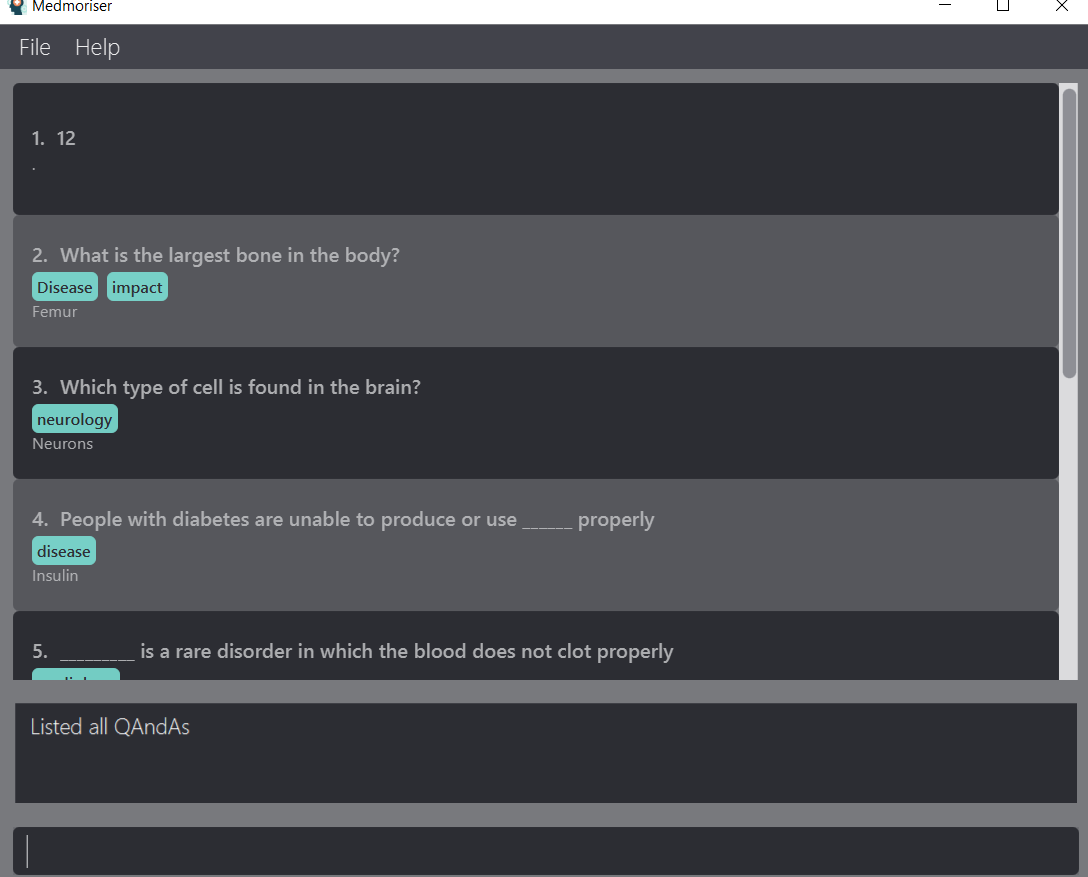 Medmoriser
File Help
1. 12
.
2. What is the largest bone in the body?
Disease impact
Femur
3. Which type of cell is found in the brain?
neurology
Neurons
4. People with diabetes are unable to produce or use ______ properly
disease
Insulin
5. _________ is a rare disorder in which the blood does not clot properly
Listed all QAndAs